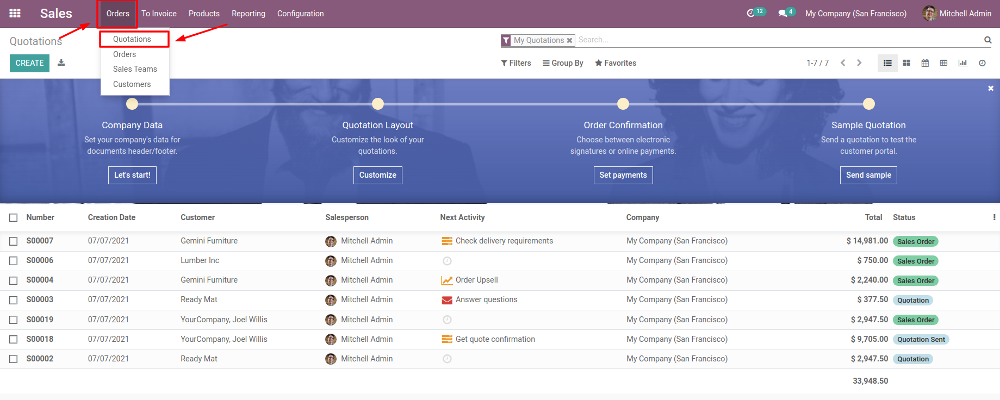 Sales Orders To Invoice Products Reporting Configuration 12 4 My Company (San Francisco) Mitchell Admin
Quotations
Quotations
Orders
Sales Teams
Customers
My Quotations Search...
CREATE
Filters Group By Favorites 1-7 / 7
Company Data
Set your company's data for
documents header/footer.
Let's start!
Quotation Layout
Customize the look of your
quotations.
Customize
Order Confirmation
Choose between electronic
signatures or online payments.
Set payments
Sample Quotation
Send a quotation to test the
customer portal.
Send sample
Number Creation Date Customer Salesperson Next Activity Company Total Status
S00007 07/07/2021 Gemini Furniture Mitchell Admin Check delivery requirements My Company (San Francisco) $ 14,981.00 Sales Order
S00006 07/07/2021 Lumber Inc Mitchell Admin My Company (San Francisco) $ 750.00 Sales Order
S00004 07/07/2021 Gemini Furniture Mitchell Admin Order Upsell My Company (San Francisco) $ 2,240.00 Sales Order
S00003 07/07/2021 Ready Mat Mitchell Admin Answer questions My Company (San Francisco) $ 377.50 Quotation
S00019 07/07/2021 YourCompany, Joel Willis Mitchell Admin My Company (San Francisco) $ 2,947.50 Sales Order
S00018 07/07/2021 YourCompany, Joel Willis Mitchell Admin Get quote confirmation My Company (San Francisco) $ 9,705.00 Quotation Sent
S00002 07/07/2021 Ready Mat Mitchell Admin My Company (San Francisco) $ 2,947.50 Quotation
33,948.50